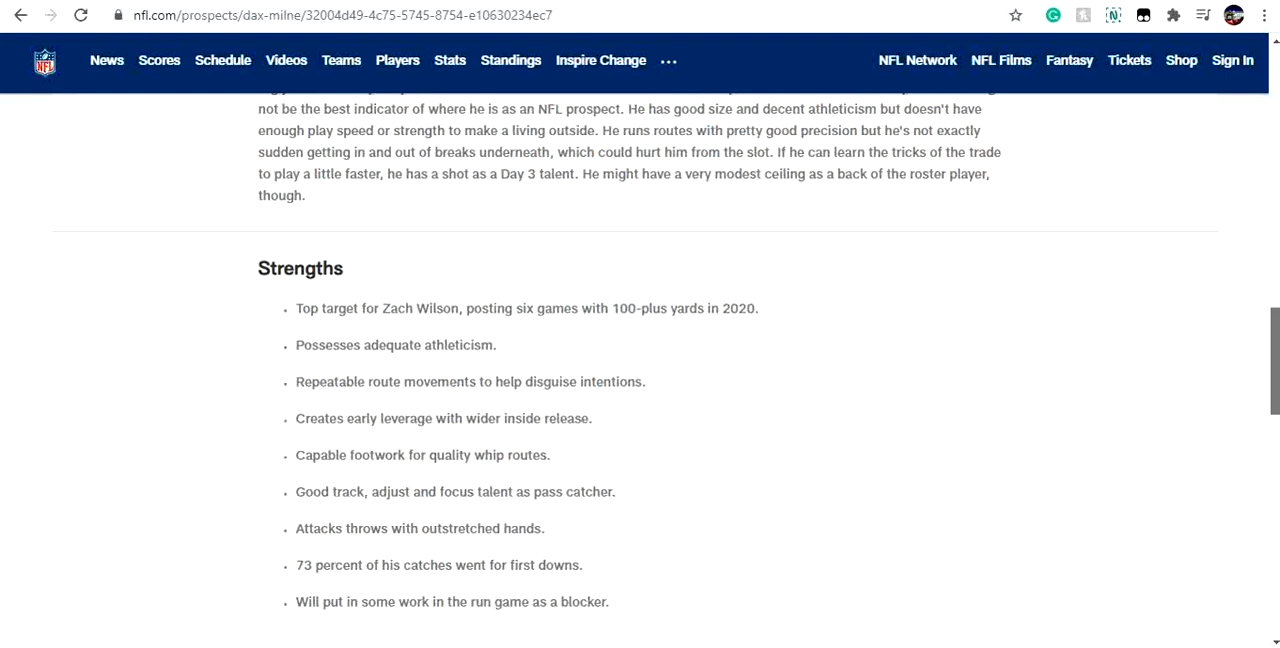 nfl.com/prospects/dax-milne/32004d49-4c75-5745-8754-e10630234ec7
NFL News Scores Schedule Videos Teams Players Stats Standings Inspire Change ... NFL Network NFL Films Fantasy Tickets Shop Sign In
not be the best indicator of where he is as an NFL prospect. He has good size and decent athleticism but doesn't have
enough play speed or strength to make a living outside. He runs routes with pretty good precision but he's not exactly
sudden getting in and out of breaks underneath, which could hurt him from the slot. If he can learn the tricks of the trade
to play a little faster, he has a shot as a Day 3 talent. He might have a very modest ceiling as a back of the roster player,
though.
Strengths
• Top target for Zach Wilson, posting six games with 100-plus yards in 2020.
• Possesses adequate athleticism.
• Repeatable route movements to help disguise intentions.
• Creates early leverage with wider inside release.
• Capable footwork for quality whip routes.
• Good track, adjust and focus talent as pass catcher.
• Attacks throws with outstretched hands.
• 73 percent of his catches went for first downs.
• Will put in some work in the run game as a blocker.